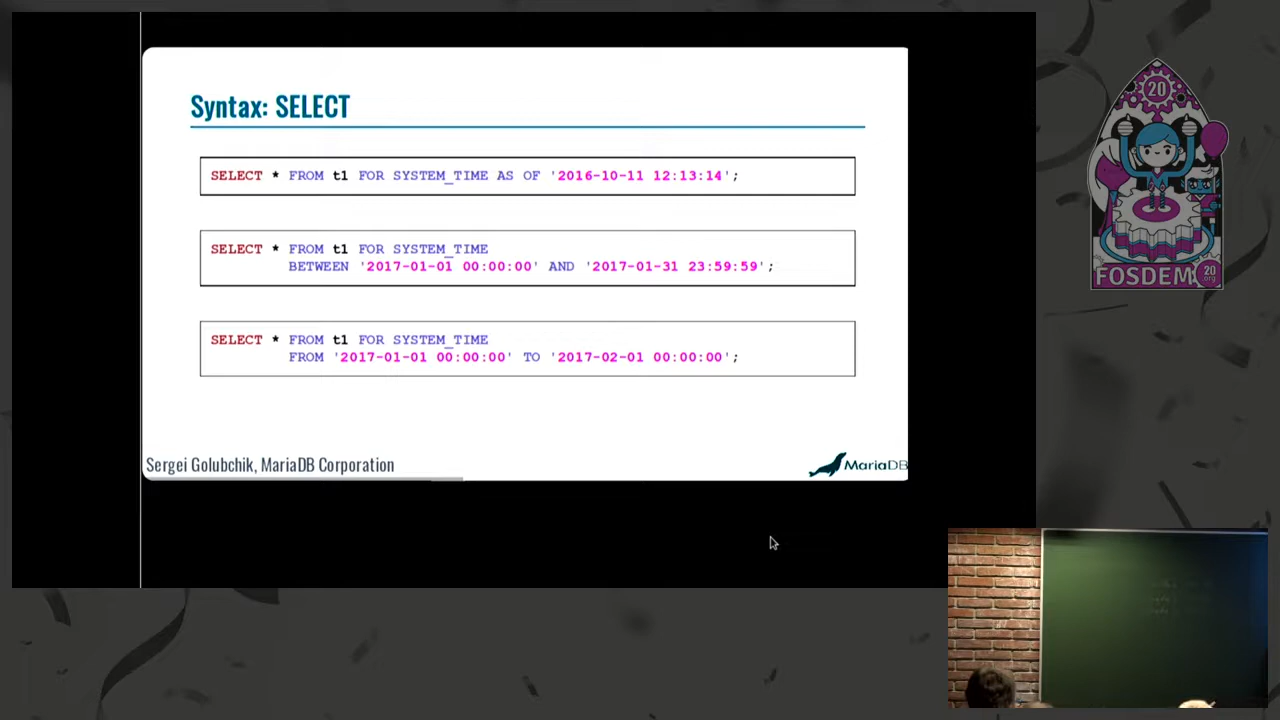 Syntax: SELECT
SELECT * FROM t1 FOR SYSTEM_TIME AS OF '2016-10-11 12:13:14';
SELECT * FROM t1 FOR SYSTEM_TIME
BETWEEN '2017-01-01 00:00:00' AND '2017-01-31 23:59:59';
SELECT * FROM t1 FOR SYSTEM_TIME
FROM '2017-01-01 00:00:00' TO '2017-02-01 00:00:00';
Sergei Golubchik, MariaDB Corporation
MariaDB
20
FOSDEM
20
.org